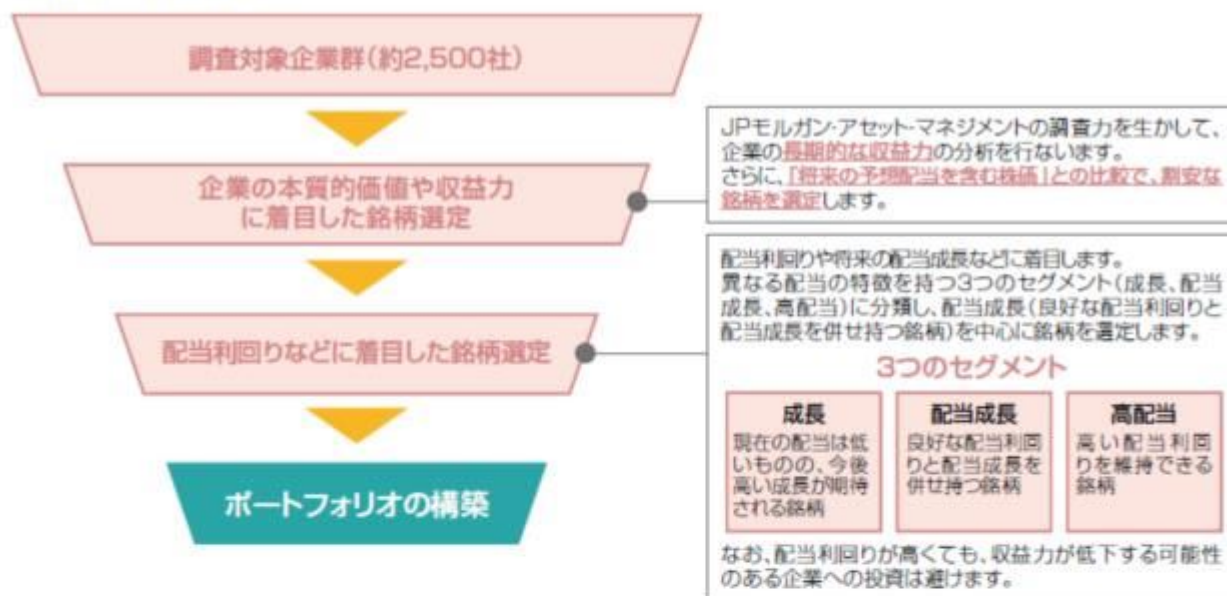 調査対象企業群(約2,500社)
企業の本質的価値や収益力
に着目した銘柄選定
JPモルガン・アセット・マネジメントの調査力を生かして、
企業の長期的な収益力の分析を行ないます。
さらに、「将来の予想配当を含む株価」との比較で、割安な
銘柄を選定します。
配当利回りなどに着目した銘柄選定
配当利回りや将来の配当成長などに着目します。
異なる配当の特徴を持つ3つのセグメント(成長、配当
成長、高配当)に分類し、配当成長(良好な配当利回りと
配当成長を併せ持つ銘柄)を中心に銘柄を選定します。
3つのセグメント
成長
現在の配当は低
いものの、今後
高い成長が期待
される銘柄
配当成長
良好な配当利回
りと配当成長を
併せ持つ銘柄
高配当
高い配当利回
りを維持できる
銘柄
なお、配当利回りが高くても、収益力が低下する可能性
のある企業への投資は避けます。
ポートフォリオの構築